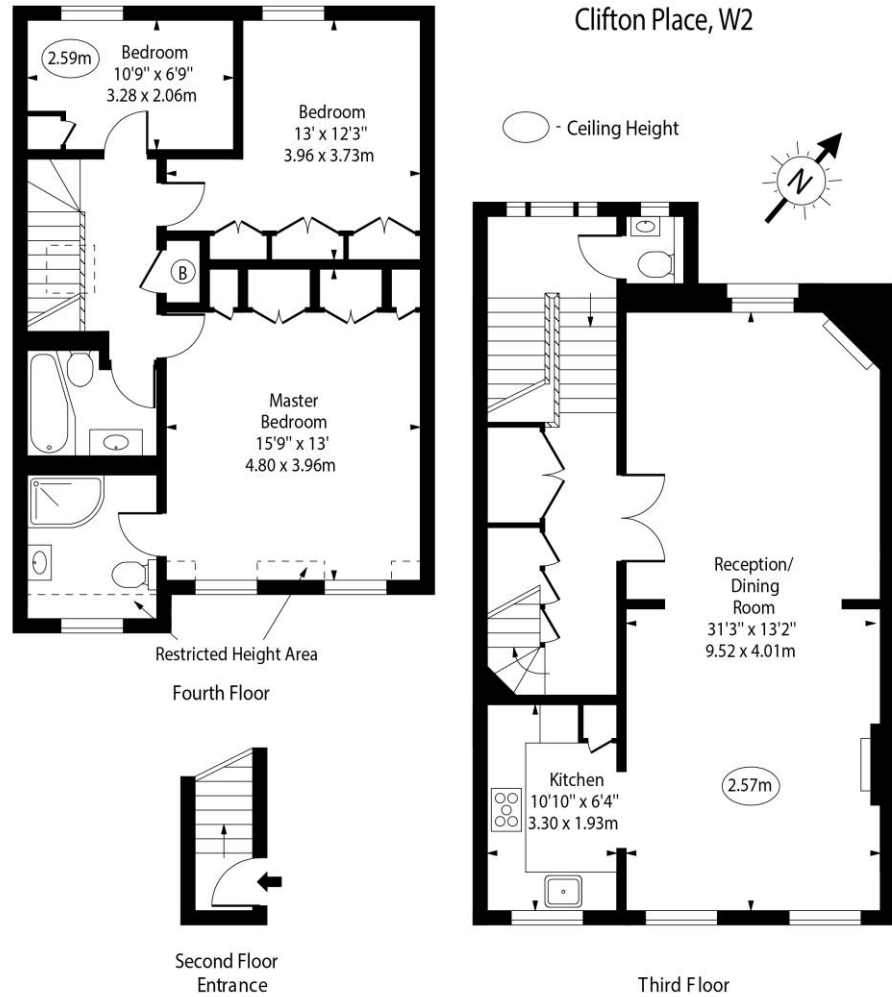 Clifton Place, W2
- Ceiling Height
N
2.59m
Bedroom
10'9" x 6'9"
3.28 x 2.06m
Bedroom
13' x 12'3"
3.96 x 3.73m
B
Master
Bedroom
15'9" x 13'
4.80 x 3.96m
Restricted Height Area
Fourth Floor
Reception/
Dining
Room
31'3" x 13'2"
9.52 x 4.01m
2.57m
Kitchen
10'10" x 6'4"
3.30 x 1.93m
Second Floor
Entrance
Third Floor